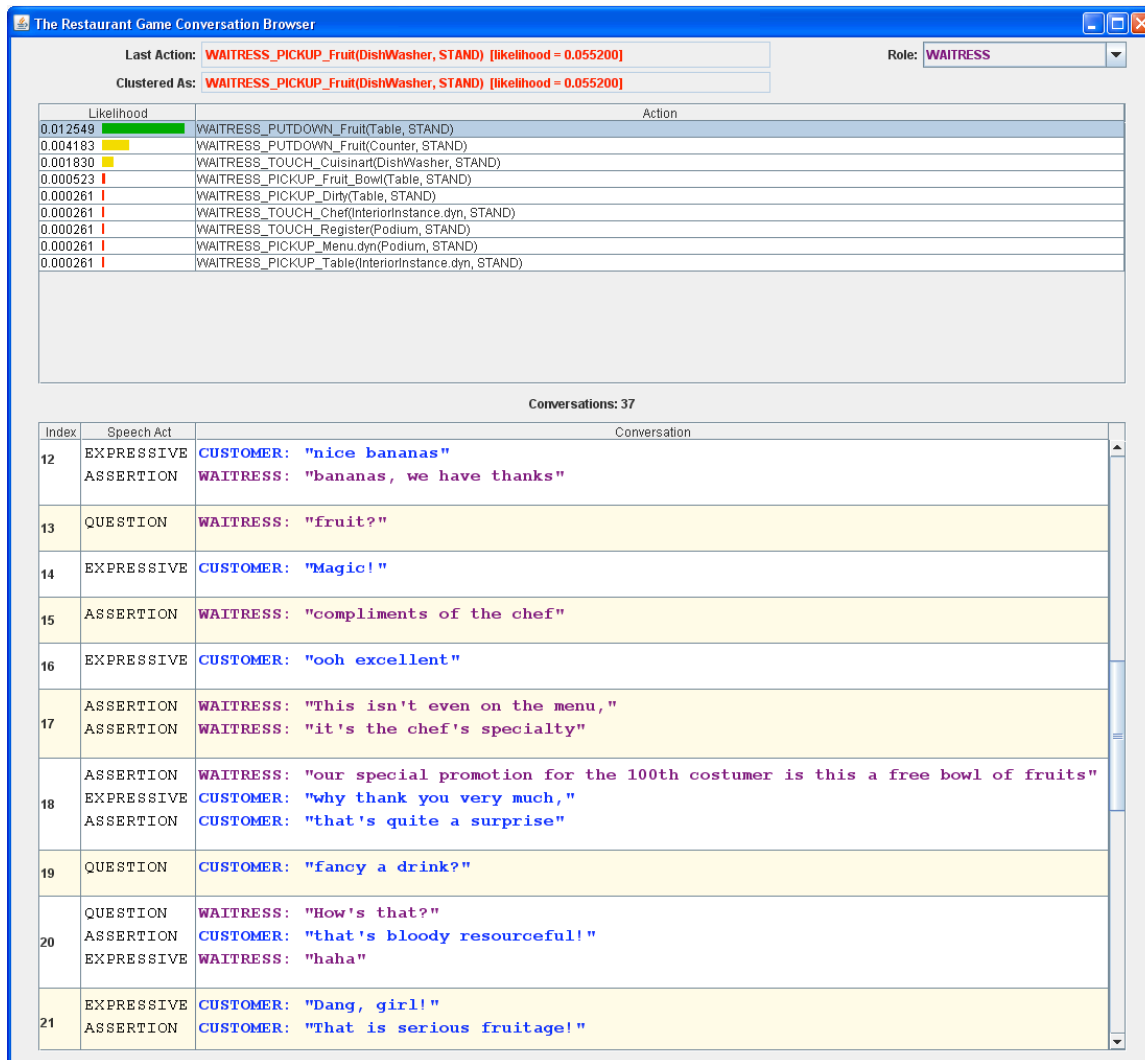 The Restaurant Game Conversation Browser
Last Action: WAITRESS_PICKUP_Fruit(DishWasher, STAND) [likelihood = 0.055200] Role: WAITRESS
Clustered As: WAITRESS_PICKUP_Fruit(DishWasher, STAND) [likelihood = 0.055200]
Likelihood Action
0.012549 WAITRESS_PUTDOWN_Fruit(Table, STAND)
0.004183 WAITRESS_PUTDOWN_Fruit(Counter, STAND)
0.001830 WAITRESS_TOUCH_Cuisinart(DishWasher, STAND)
0.000523 WAITRESS_PICKUP_Fruit_Bowl(Table, STAND)
0.000261 WAITRESS_PICKUP_Dirty(Table, STAND)
0.000261 WAITRESS_TOUCH_Chef(InteriorInstance.dyn, STAND)
0.000261 WAITRESS_TOUCH_Register(Podium, STAND)
0.000261 WAITRESS_PICKUP_Menu.dyn(Podium, STAND)
0.000261 WAITRESS_PICKUP_Table(InteriorInstance.dyn, STAND)
Conversations: 37
Index Speech Act Conversation
12 EXPRESSIVE CUSTOMER: "nice bananas"
ASSERTION WAITRESS: "bananas, we have thanks"
13 QUESTION WAITRESS: "fruit?"
14 EXPRESSIVE CUSTOMER: "Magic!"
15 ASSERTION WAITRESS: "compliments of the chef"
16 EXPRESSIVE CUSTOMER: "ooh excellent"
17 ASSERTION WAITRESS: "This isn't even on the menu,"
ASSERTION WAITRESS: "it's the chef's specialty"
18 ASSERTION WAITRESS: "our special promotion for the 100th costumer is this a free bowl of fruits"
EXPRESSIVE CUSTOMER: "why thank you very much,"
ASSERTION CUSTOMER: "that's quite a surprise"
19 QUESTION CUSTOMER: "fancy a drink?"
20 QUESTION WAITRESS: "How's that?"
ASSERTION CUSTOMER: "that's bloody resourceful!"
EXPRESSIVE WAITRESS: "haha"
21 EXPRESSIVE CUSTOMER: "Dang, girl!"
ASSERTION CUSTOMER: "That is serious fruitage!"